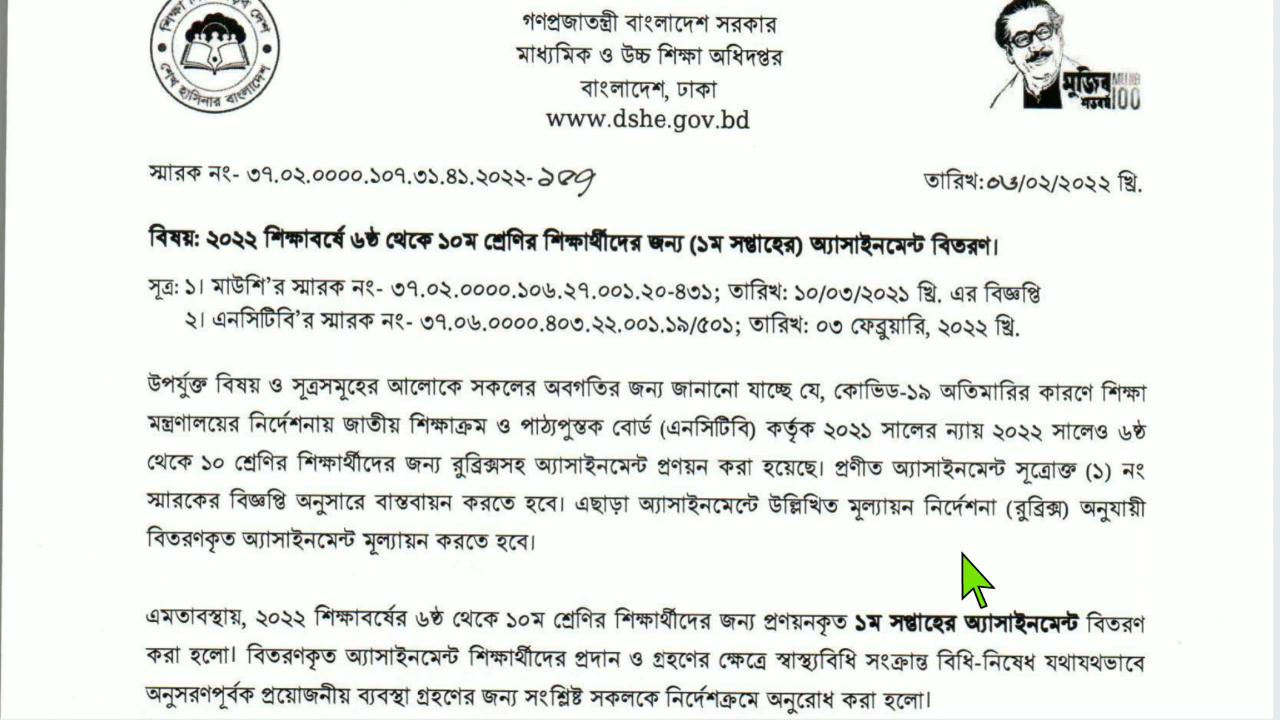 শেখ হাসিনার বাংলাদেশ
গণপ্রজাতন্ত্রী বাংলাদেশ সরকার
মাধ্যমিক ও উচ্চ শিক্ষা অধিদপ্তর
বাংলাদেশ, ঢাকা
www.dshe.gov.bd
মুজিব MUJIB
শতবর্ষ 100
স্মারক নং- ৩৭.০২.০০০০.১০৭.৩১.৪১.২০২২-১৫৭
তারিখ:০৩/০২/২০২২ খ্রি.
বিষয়: ২০২২ শিক্ষাবর্ষে ৬ষ্ঠ থেকে ১০ম শ্রেণির শিক্ষার্থীদের জন্য (১ম সপ্তাহের) অ্যাসাইনমেন্ট বিতরণ।
সূত্র: ১। মাউশি’র স্মারক নং- ৩৭.০২.০০০০.১০৬.২৭.০০১.২০-৪৩১; তারিখ: ১০/০৩/২০২১ খ্রি. এর বিজ্ঞপ্তি
২। এনসিটিবি’র স্মারক নং- ৩৭.০৬.০০০০.৪০৩.২২.০০১.১৯/৫০১; তারিখ: ০৩ ফেব্রুয়ারি, ২০২২ খ্রি.
উপর্যুক্ত বিষয় ও সূত্রসমূহের আলোকে সকলের অবগতির জন্য জানানো যাচ্ছে যে, কোভিড-১৯ অতিমারির কারণে শিক্ষা
মন্ত্রণালয়ের নির্দেশনায় জাতীয় শিক্ষাক্রম ও পাঠ্যপুস্তক বোর্ড (এনসিটিবি) কর্তৃক ২০২১ সালের ন্যায় ২০২২ সালেও ৬ষ্ঠ
থেকে ১০ শ্রেণির শিক্ষার্থীদের জন্য রুব্রিক্সসহ অ্যাসাইনমেন্ট প্রণয়ন করা হয়েছে। প্রণীত অ্যাসাইনমেন্ট সূত্রোক্ত (১) নং
স্মারকের বিজ্ঞপ্তি অনুসারে বাস্তবায়ন করতে হবে। এছাড়া অ্যাসাইনমেন্টে উল্লিখিত মূল্যায়ন নির্দেশনা (রুব্রিক্স) অনুযায়ী
বিতরণকৃত অ্যাসাইনমেন্ট মূল্যায়ন করতে হবে।
এমতাবস্থায়, ২০২২ শিক্ষাবর্ষের ৬ষ্ঠ থেকে ১০ম শ্রেণির শিক্ষার্থীদের জন্য প্রণয়নকৃত ১ম সপ্তাহের অ্যাসাইনমেন্ট বিতরণ
করা হলো। বিতরণকৃত অ্যাসাইনমেন্ট শিক্ষার্থীদের প্রদান ও গ্রহণের ক্ষেত্রে স্বাস্থ্যবিধি সংক্রান্ত বিধি-নিষেধ যথাযথভাবে
অনুসরণপূর্বক প্রয়োজনীয় ব্যবস্থা গ্রহণের জন্য সংশ্লিষ্ট সকলকে নির্দেশক্রমে অনুরোধ করা হলো।